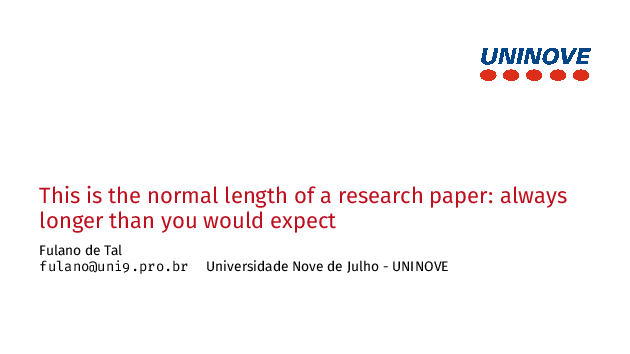 UNINOVE
This is the normal length of a research paper: always
longer than you would expect
Fulano de Tal
fulano@uni9.pro.br Universidade Nove de Julho - UNINOVE